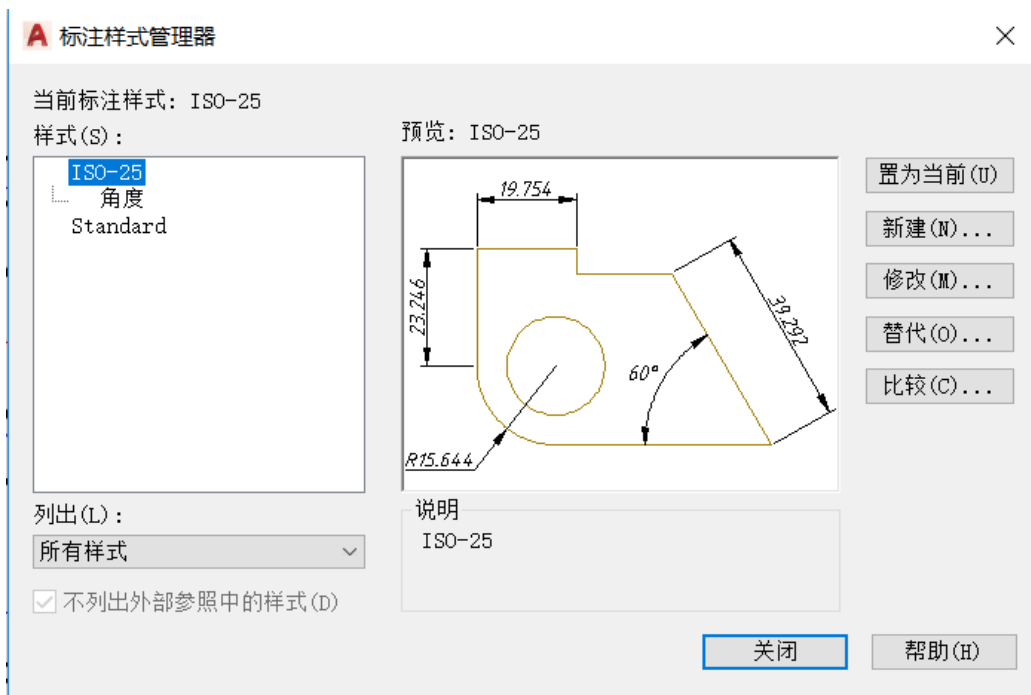 标注样式管理器
当前标注样式: ISO-25
样式(S):
ISO-25
角度
Standard
预览: ISO-25
19.754
23.246
39.292
60°
R15.644
置为当前(U)
新建(N)...
修改(M)...
替代(O)...
比较(C)...
列出(L):
所有样式
不列出外部参照中的样式(D)
说明
ISO-25
关闭
帮助(H)